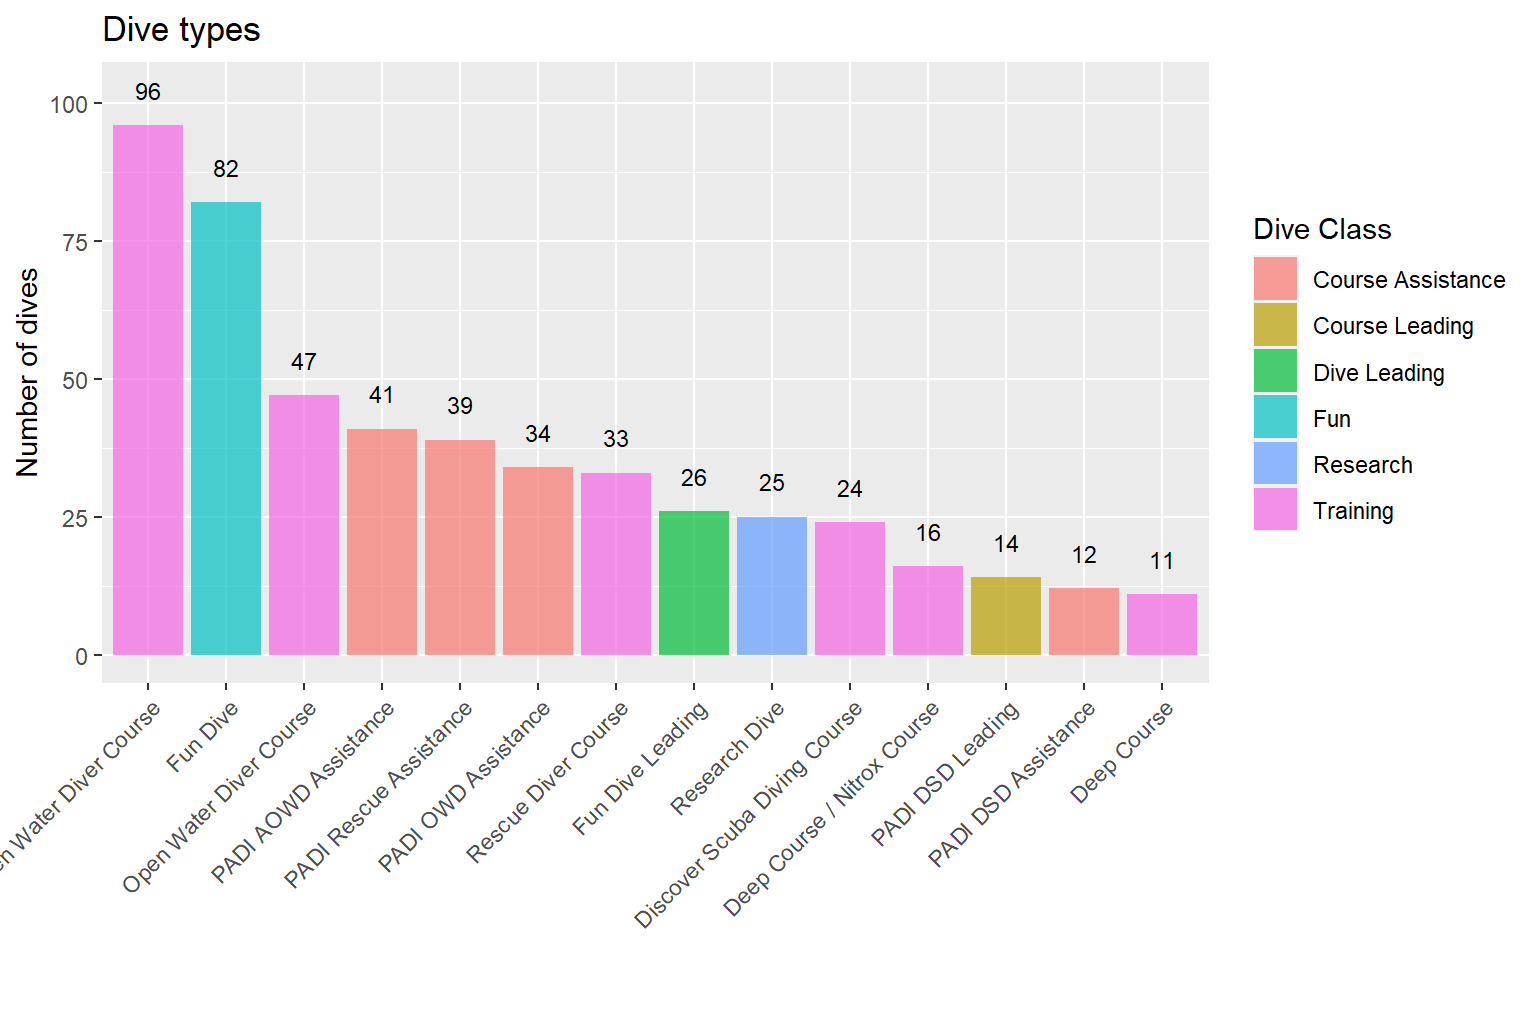 Dive types
Number of dives
100
75
50
25
0
96
82
47
41
39
34
33
26
25
24
16
14
12
11
Water Diver Course
Fun Dive
Open Water Diver Course
PADI AOWD Assistance
PADI Rescue Assistance
PADI OWD Assistance
Rescue Diver Course
Fun Dive Leading
Research Dive
Discover Scuba Diving Course
Deep Course / Nitrox Course
PADI DSD Leading
PADI DSD Assistance
Deep Course
Dive Class
Course Assistance
Course Leading
Dive Leading
Fun
Research
Training